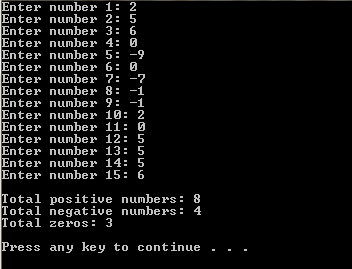 Enter number 1: 2
Enter number 2: 5
Enter number 3: 6
Enter number 4: 0
Enter number 5: -9
Enter number 6: 0
Enter number 7: -7
Enter number 8: -1
Enter number 9: -1
Enter number 10: 2
Enter number 11: 0
Enter number 12: 5
Enter number 13: 5
Enter number 14: 5
Enter number 15: 6
Total positive numbers: 8
Total negative numbers: 4
Total zeros: 3
Press any key to continue . . .